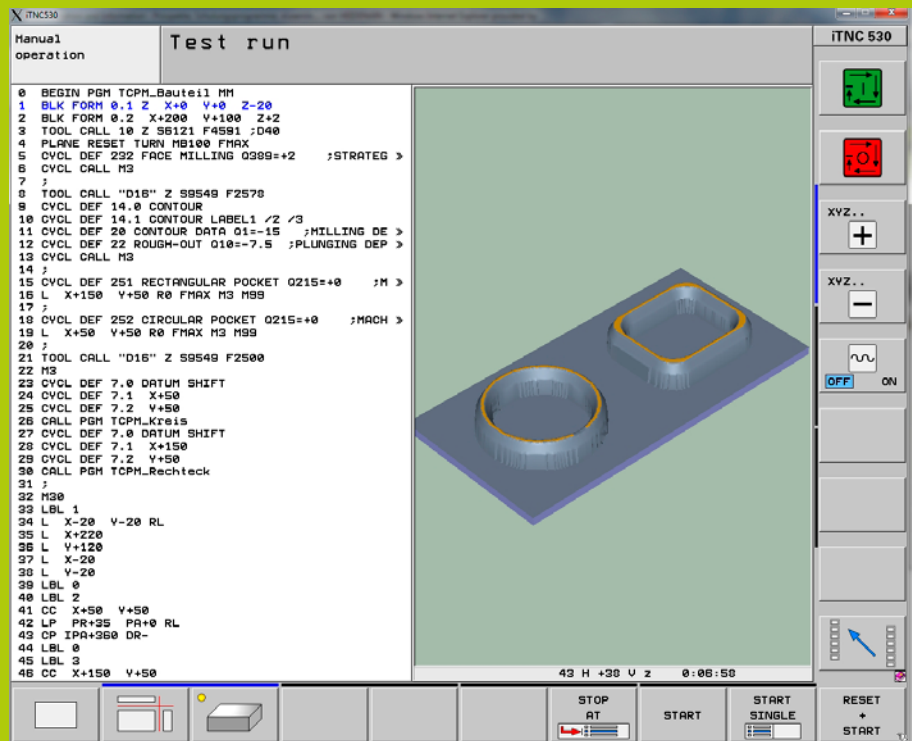 iTNC530
Manual
operation
Test run
iTNC 530
0 BEGIN PGM TCPM_Bauteil MM
1 BLK FORM 0.1 Z X+0 Y+0 Z-20
2 BLK FORM 0.2 X+200 Y+100 Z+2
3 TOOL CALL 10 Z S6121 F4591 ;D40
4 PLANE RESET TURN MB100 FMAX
5 CYCL DEF 232 FACE MILLING Q389=+2 ;STRATEG »
6 CYCL CALL M3
7 ;
8 TOOL CALL "D16" Z S9549 F2578
9 CYCL DEF 14.0 CONTOUR
10 CYCL DEF 14.1 CONTOUR LABEL1 /2 /3
11 CYCL DEF 20 CONTOUR DATA Q1=-15 ;MILLING DE »
12 CYCL DEF 22 ROUGH-OUT Q10=-7.5 ;PLUNGING DEP »
13 CYCL CALL M3
14 ;
15 CYCL DEF 251 RECTANGULAR POCKET Q215=+0 ;M »
16 L X+150 Y+50 R0 FMAX M3 M99
17 ;
18 CYCL DEF 252 CIRCULAR POCKET Q215=+0 ;MACH »
19 L X+50 Y+50 R0 FMAX M3 M99
20 ;
21 TOOL CALL "D16" Z S9549 F2500
22 M3
23 CYCL DEF 7.0 DATUM SHIFT
24 CYCL DEF 7.1 X+50
25 CYCL DEF 7.2 Y+50
26 CALL PGM TCPM_Kreis
27 CYCL DEF 7.0 DATUM SHIFT
28 CYCL DEF 7.1 X+150
29 CYCL DEF 7.2 Y+50
30 CALL PGM TCPM_Rechteck
31 ;
32 M30
33 LBL 1
34 L X-20 Y-20 RL
35 L X+220
36 L Y+120
37 L X-20
38 L Y-20
39 LBL 0
40 LBL 2
41 CC X+50 Y+50
42 LP PR+35 PA+0 RL
43 CP IPA+360 DR-
44 LBL 0
45 LBL 3
46 CC X+150 Y+50
43 H +38 V z 0:06:58
XYZ..
+
XYZ..
−
OFF ON
STOP
AT
START
START
SINGLE
RESET
+
START